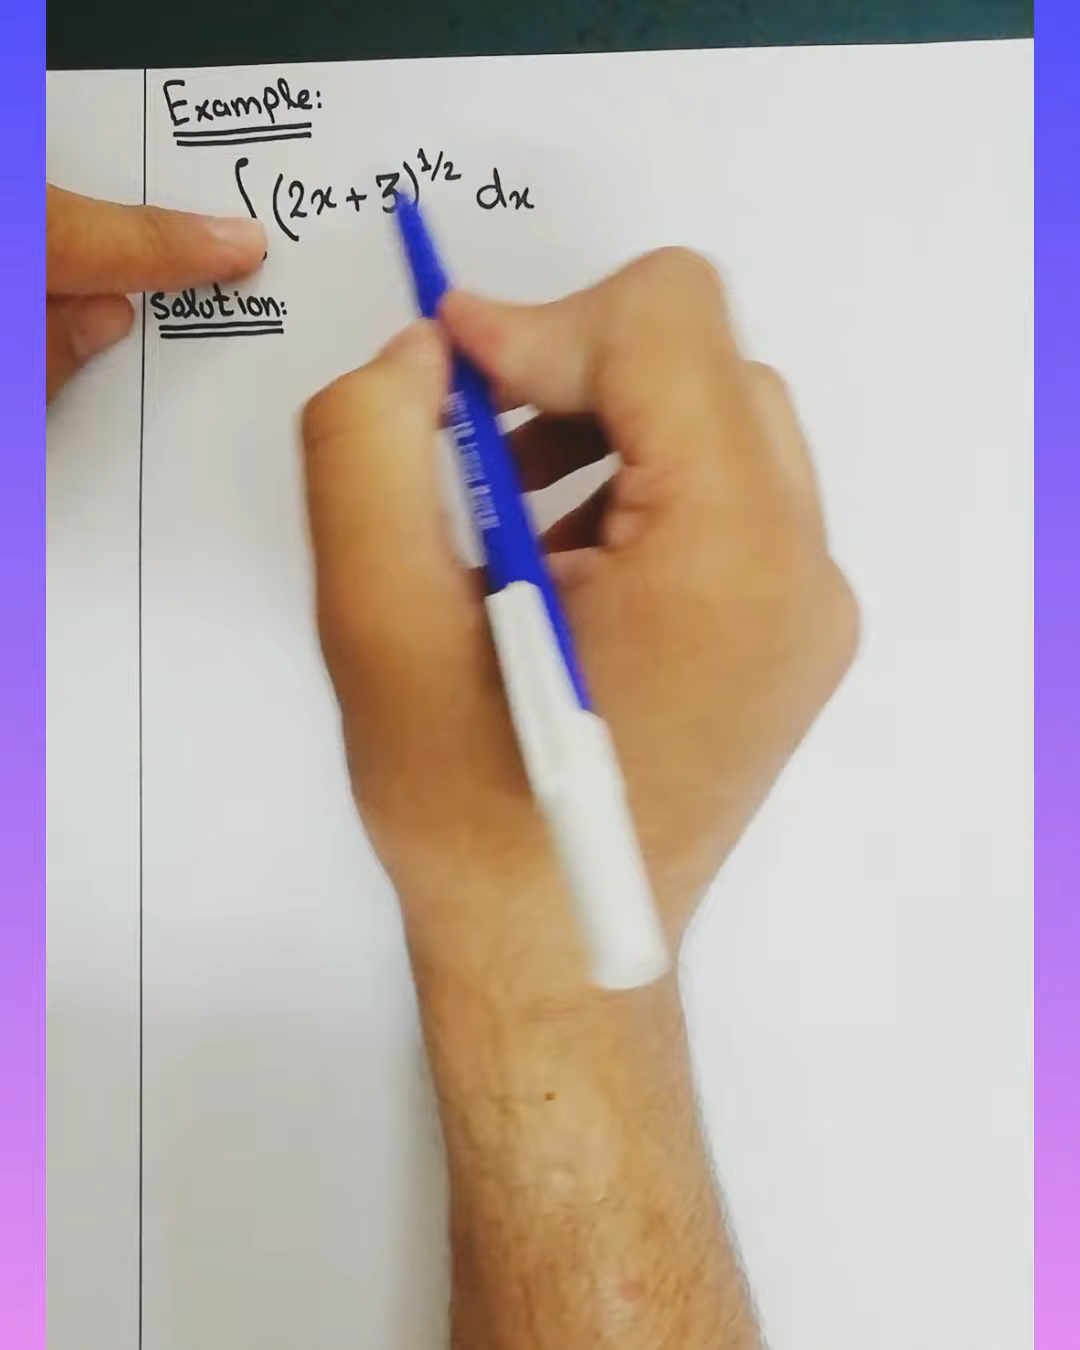 Example:
∫ (2x + 3)^1/2 dx
Solution: